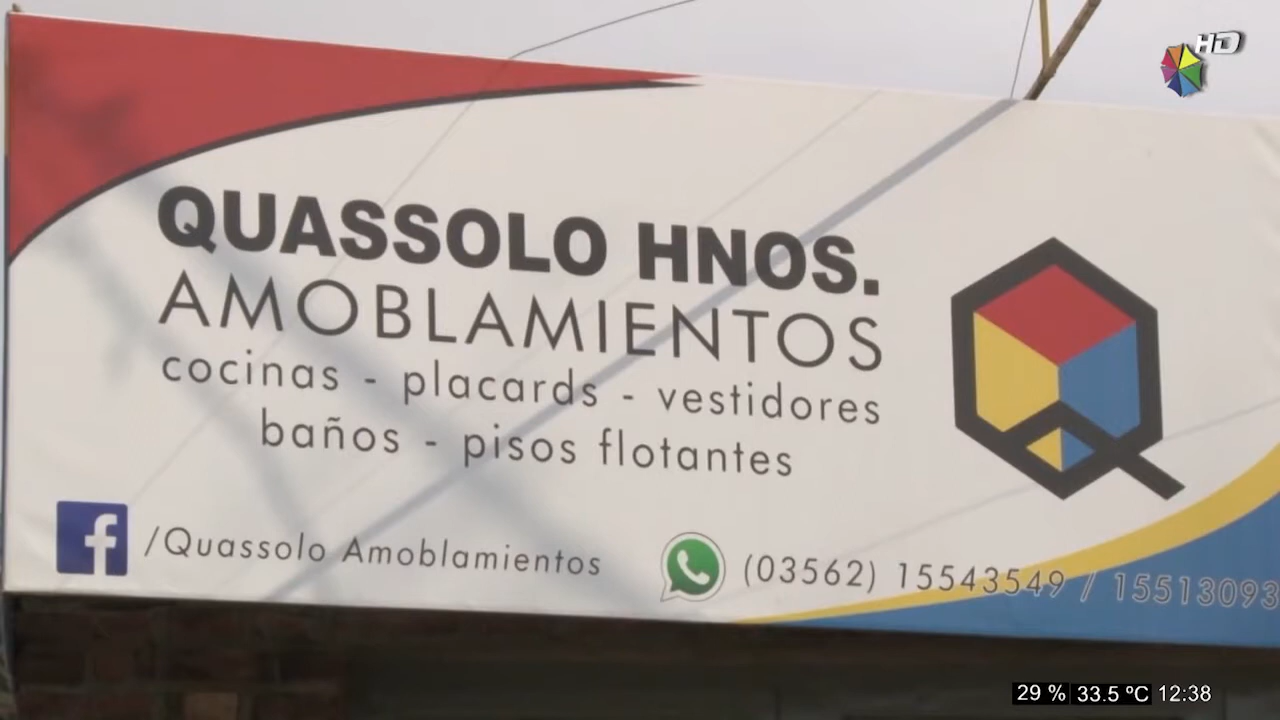 HD
QUASSOLO HNOS.
AMOBLAMIENTOS
cocinas - placards - vestidores
baños - pisos flotantes
f /Quassolo Amoblamientos
(03562) 15543549 / 15513093
29 % 33.5 ºC 12:38